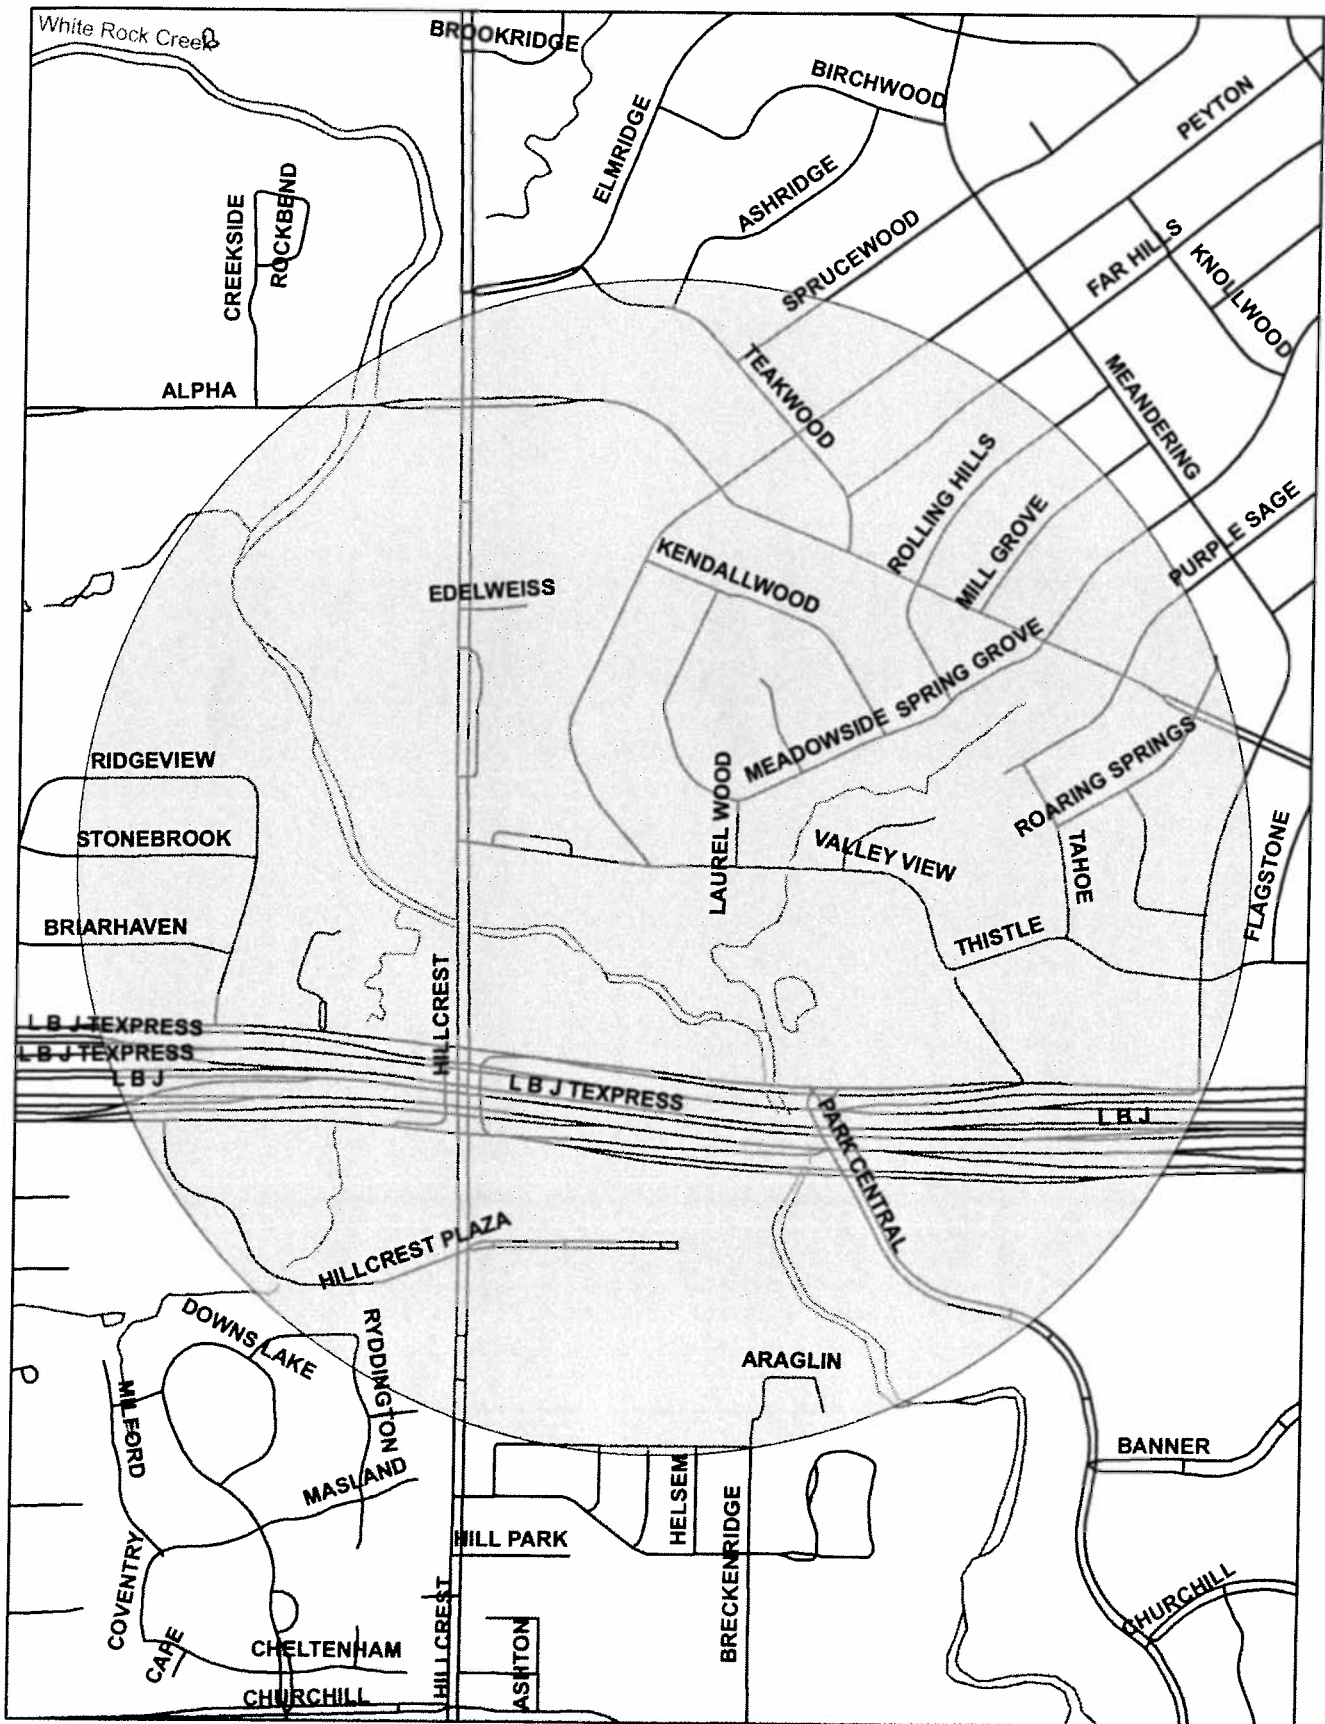 White Rock Creek
BROOKRIDGE
BIRCHWOOD
PEYTON
ELMRIDGE
ASHRIDGE
CREEKSIDE
ROCKBEND
SPRUCEWOOD
FAR HILLS
KNOLLWOOD
ALPHA
TEAKWOOD
MEANDERING
ROLLING HILLS
MILL GROVE
PURPLE SAGE
KENDALLWOOD
EDELWEISS
SPRING GROVE
MEADOWSIDE
RIDGEVIEW
ROARING SPRINGS
STONEBROOK
LAUREL WOOD
VALLEY VIEW
TAHOE
FLAGSTONE
BRIARHAVEN
THISTLE
HILLCREST
L B J TEXPRESS
L B J TEXPRESS
L B J
L B J TEXPRESS
L B J
PARK CENTRAL
HILLCREST PLAZA
DOWNS LAKE
RYDDINGTON
ARAGLIN
MILFORD
MASLAND
BANNER
HELSEM
BRECKENRIDGE
HILL PARK
COVENTRY
CAPE
CHELTENHAM
HILLCREST
ASHTON
CHURCHILL
CHURCHILL